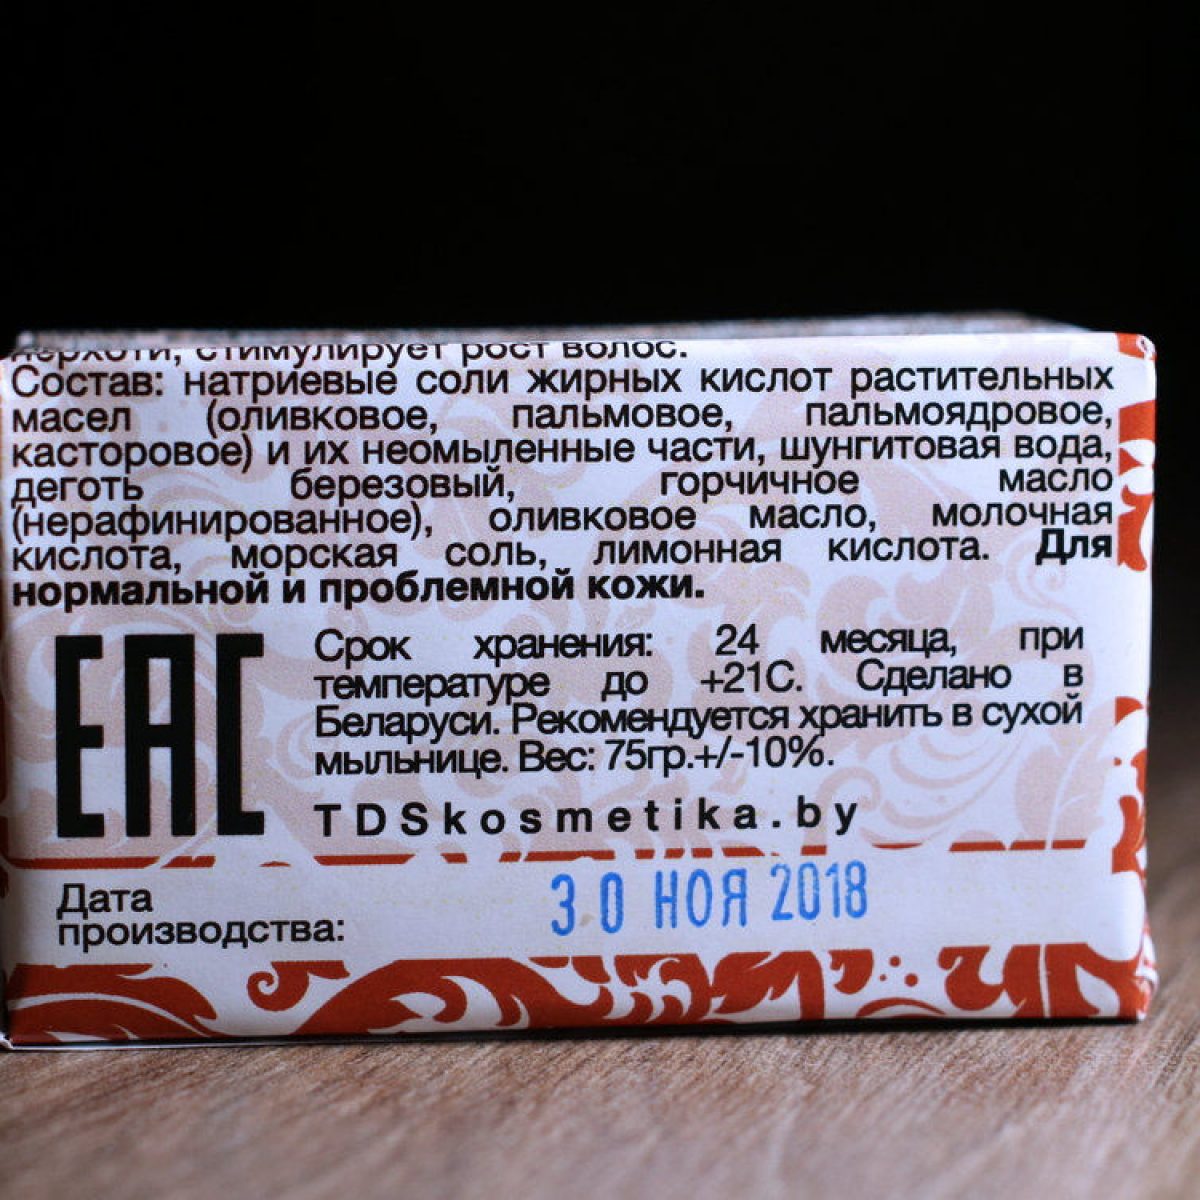 перхоти, стимулирует рост волос.
Состав: натриевые соли жирных кислот растительных
масел (оливковое, пальмовое, пальмоядровое,
касторовое) и их неомыленные части, шунгитовая вода,
деготь березовый, горчичное масло
(нерафинированное), оливковое масло, молочная
кислота, морская соль, лимонная кислота. Для
нормальной и проблемной кожи.
EAC
Срок хранения: 24 месяца, при
температуре до +21С. Сделано в
Беларуси. Рекомендуется хранить в сухой
мыльнице. Вес: 75гр.+/-10%.
TDSkosmetika.by
Дата
производства:
30 НОЯ 2018